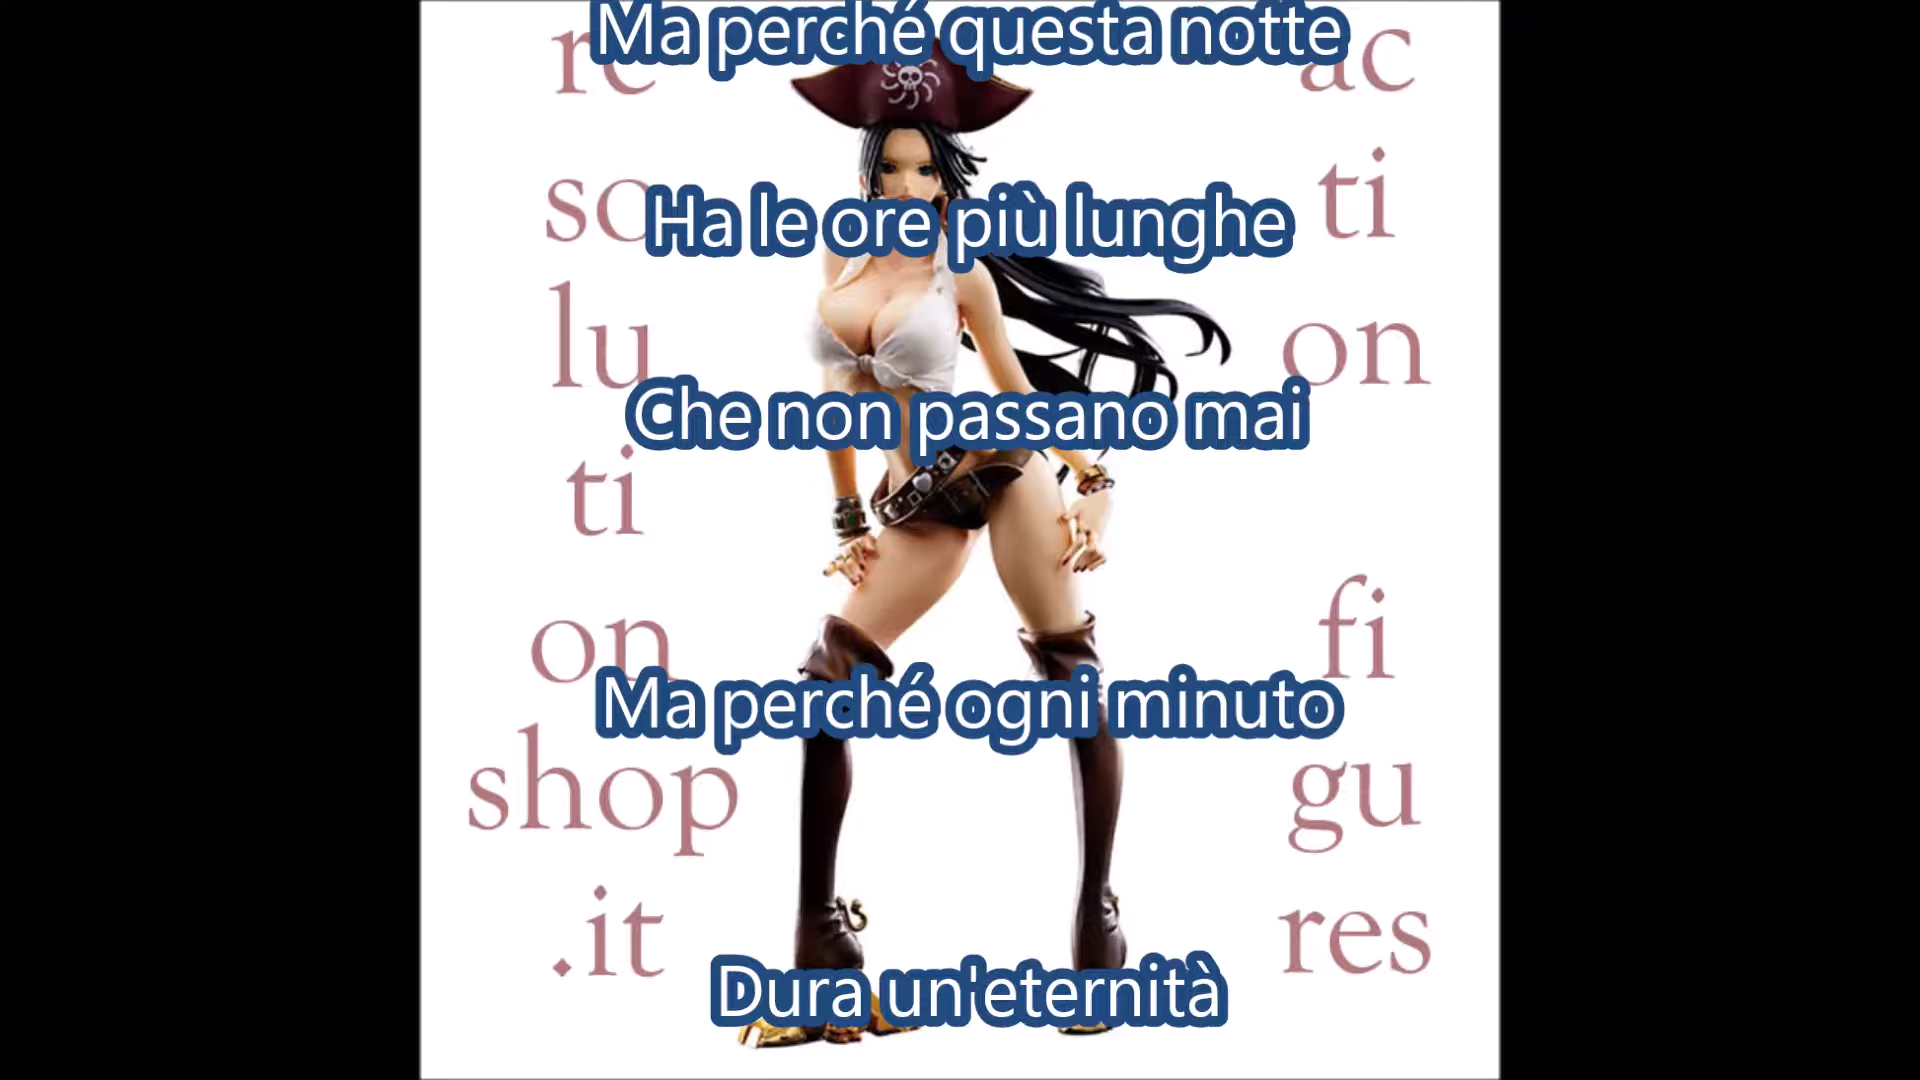 Ma perché questa notte
re
ac
so
ti
Ha le ore più lunghe
lu
on
Che non passano mai
ti
on
fi
Ma perché ogni minuto
shop
gu
.it
res
Dura un'eternità